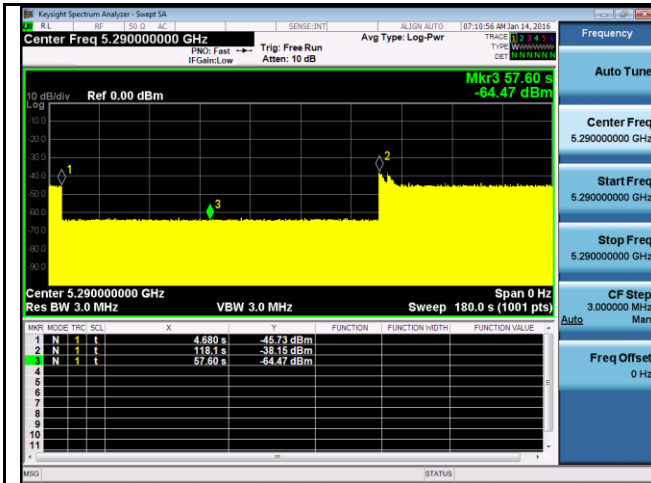 Keysight Spectrum Analyzer - Swept SA
RL RF 50 Ω AC SENSE:INT ALIGN AUTO 07:10:56 AM Jan 14, 2016
Center Freq 5.290000000 GHz
PNO: Fast
IFGain:Low
Trig: Free Run
Atten: 10 dB
Avg Type: Log-Pwr
TRACE 1 2 3 4 5 6
TYPE WWWWWW
DET NNNNNN
Frequency
Mkr3 57.60 s
-64.47 dBm
10 dB/div Ref 0.00 dBm
Log
-10.0
-20.0
-30.0
-40.0
-50.0
-60.0
-70.0
-80.0
-90.0
1
2
3
Center 5.290000000 GHz Span 0 Hz
Res BW 3.0 MHz VBW 3.0 MHz Sweep 180.0 s (1001 pts)
MKR MODE TRC SCL X Y FUNCTION FUNCTION WIDTH FUNCTION VALUE
1 N 1 t 4.680 s -45.73 dBm
2 N 1 t 118.1 s -38.15 dBm
3 N 1 t 57.60 s -64.47 dBm
4
5
6
7
8
9
10
11
MSG STATUS
Auto Tune
Center Freq
5.290000000 GHz
Start Freq
5.290000000 GHz
Stop Freq
5.290000000 GHz
CF Step
3.000000 MHz
Auto Man
Freq Offset
0 Hz